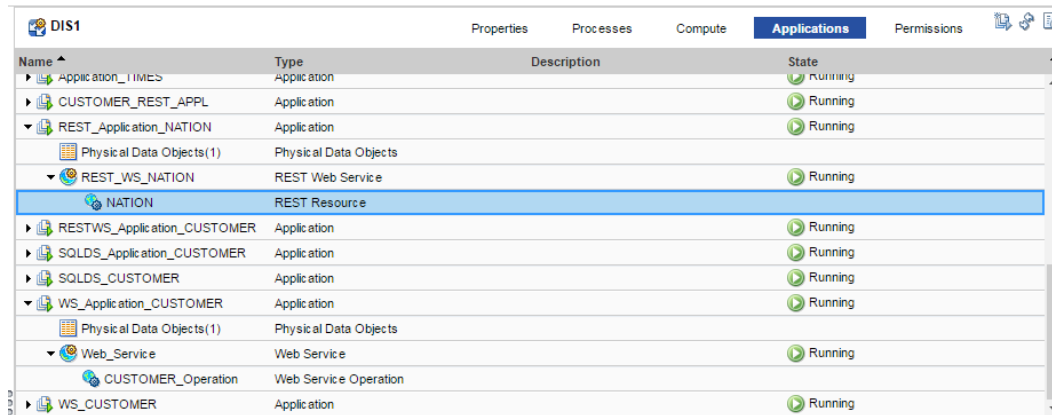 DIS1 Properties Processes Compute Applications Permissions
Name Type Description State
Application_TIMES Application Running
CUSTOMER_REST_APPL Application Running
REST_Application_NATION Application Running
Physical Data Objects(1) Physical Data Objects
REST_WS_NATION REST Web Service Running
NATION REST Resource
RESTWS_Application_CUSTOMER Application Running
SQLDS_Application_CUSTOMER Application Running
SQLDS_CUSTOMER Application Running
WS_Application_CUSTOMER Application Running
Physical Data Objects(1) Physical Data Objects
Web_Service Web Service Running
CUSTOMER_Operation Web Service Operation
WS_CUSTOMER Application Running